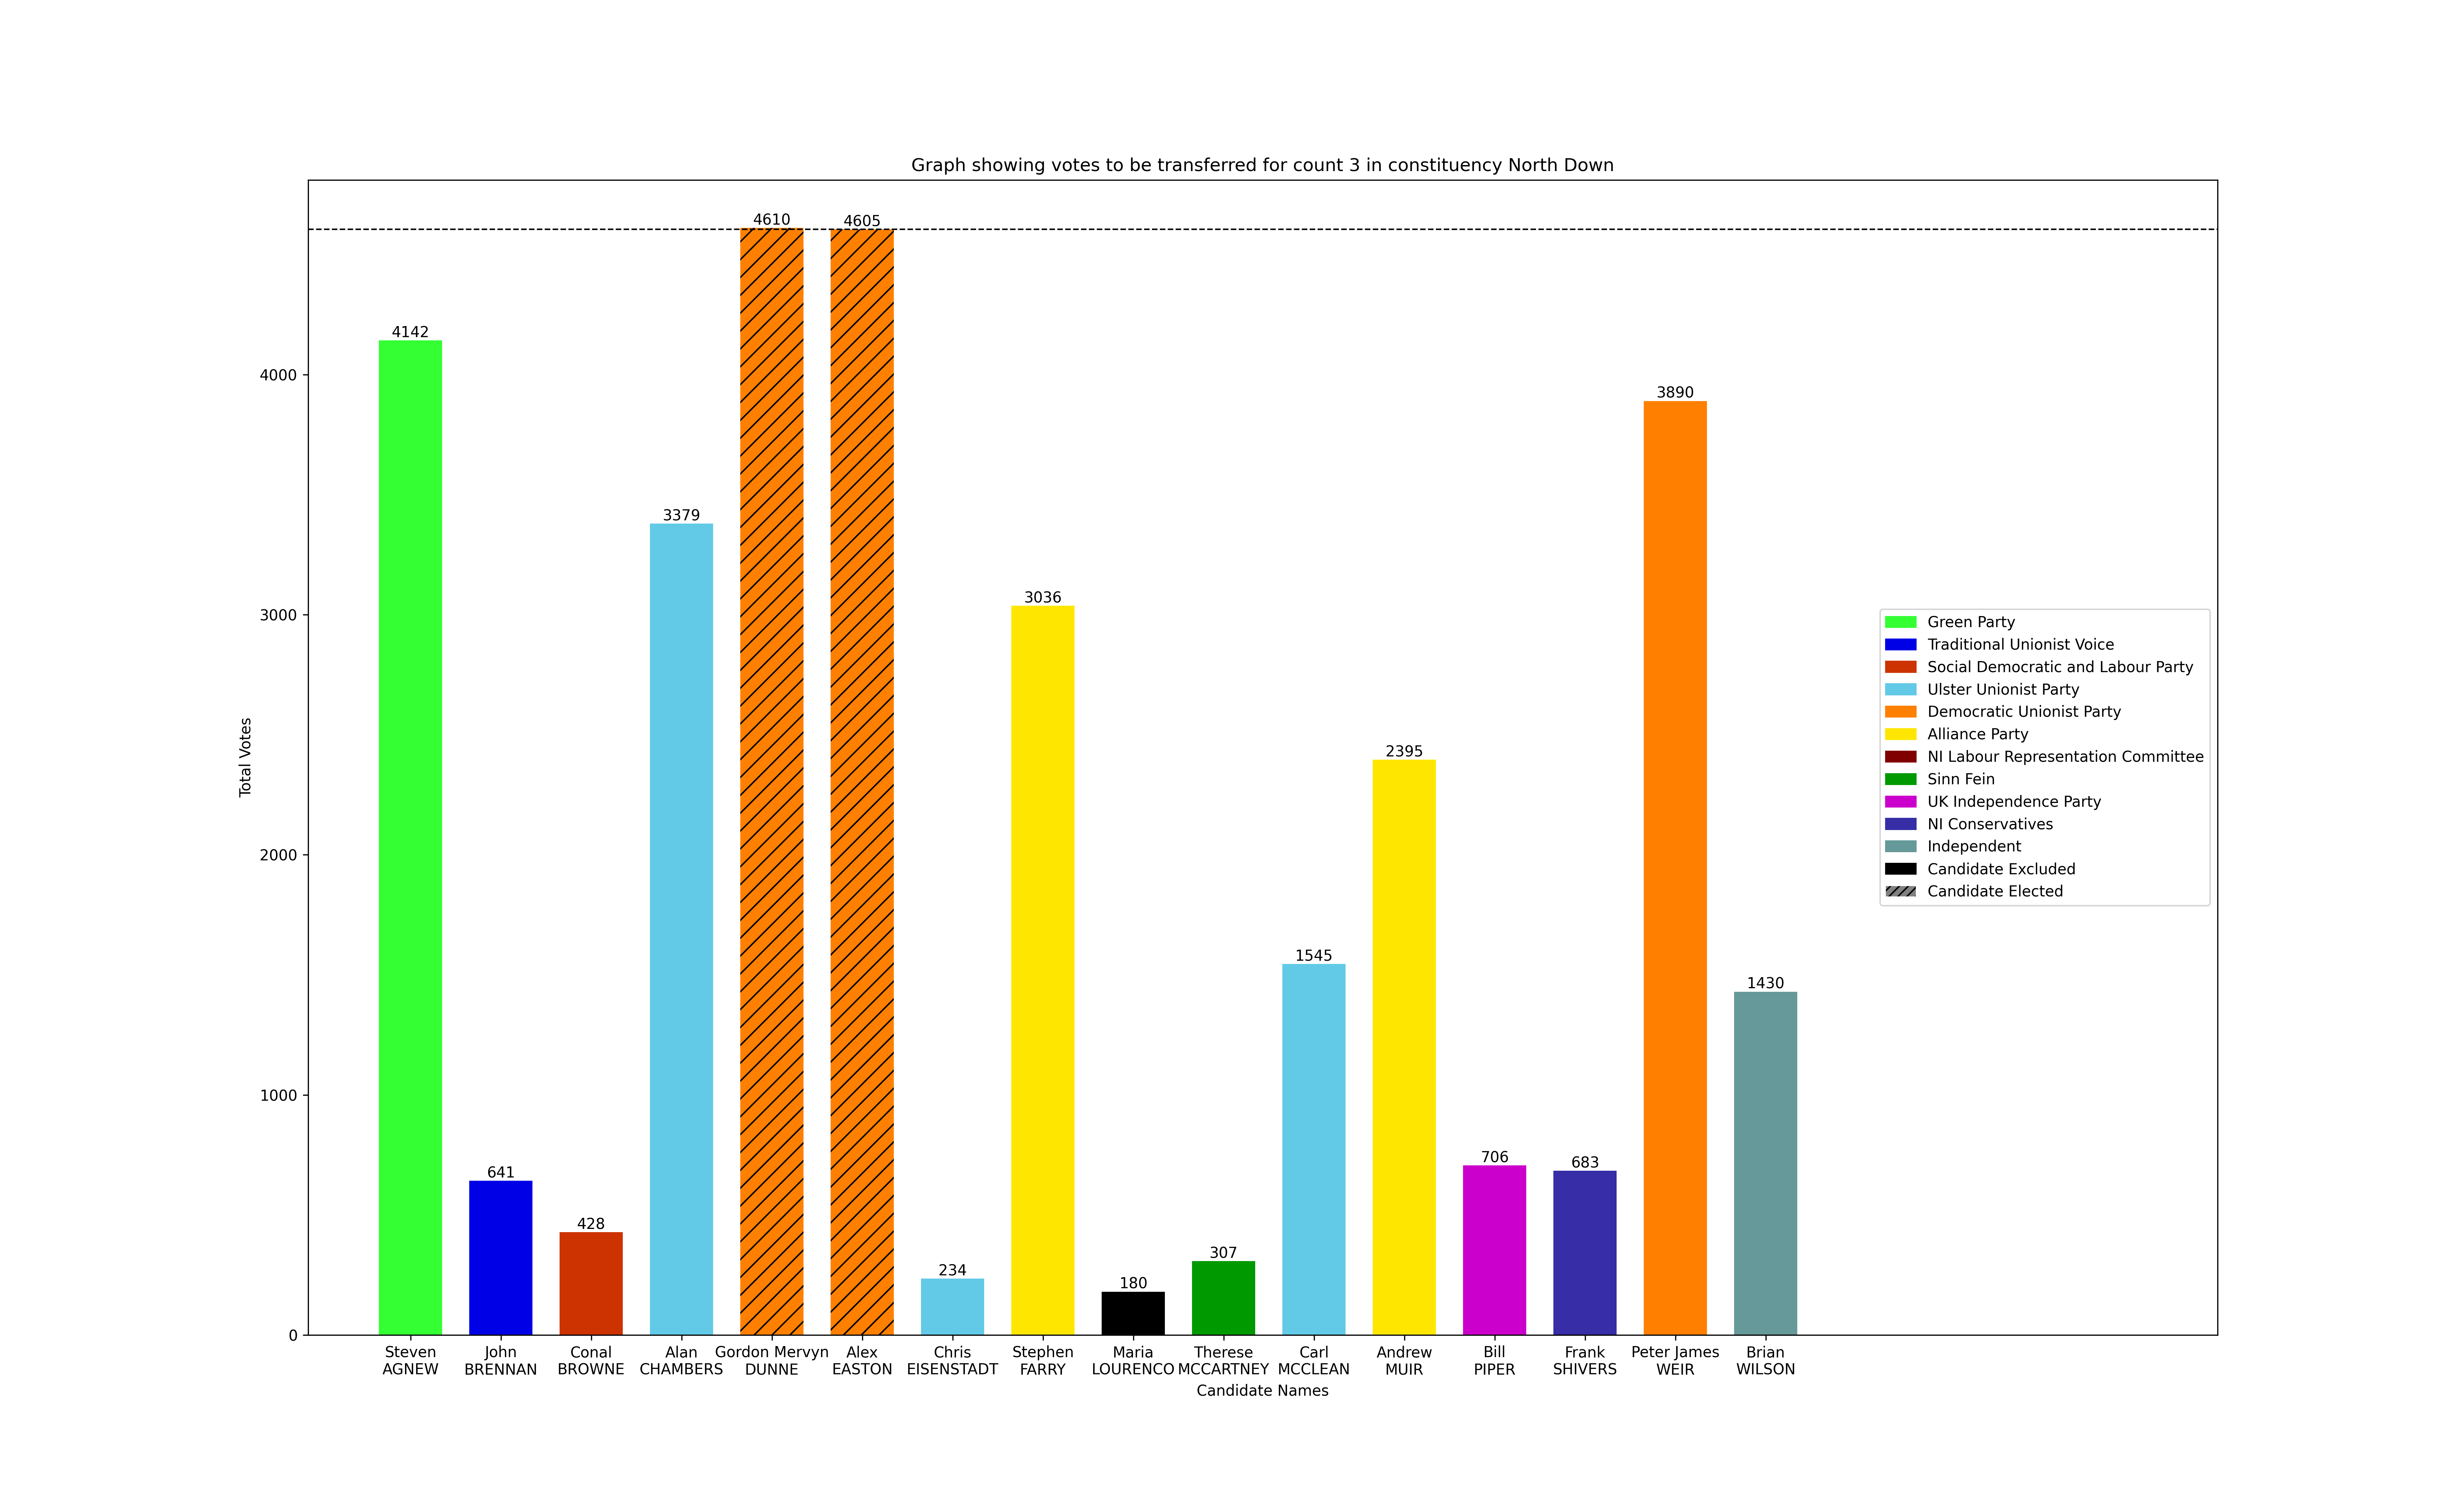 Graph showing votes to be transferred for count 3 in constituency North Down
Total Votes
4000
3000
2000
1000
0
4142
641
428
3379
4610
4605
234
3036
180
307
1545
2395
706
683
3890
1430
Steven
AGNEW
John
BRENNAN
Conal
BROWNE
Alan
CHAMBERS
Gordon Mervyn
DUNNE
Alex
EASTON
Chris
EISENSTADT
Stephen
FARRY
Maria
LOURENCO
Therese
MCCARTNEY
Carl
MCCLEAN
Andrew
MUIR
Bill
PIPER
Frank
SHIVERS
Peter James
WEIR
Brian
WILSON
Candidate Names
Green Party
Traditional Unionist Voice
Social Democratic and Labour Party
Ulster Unionist Party
Democratic Unionist Party
Alliance Party
NI Labour Representation Committee
Sinn Fein
UK Independence Party
NI Conservatives
Independent
Candidate Excluded
Candidate Elected